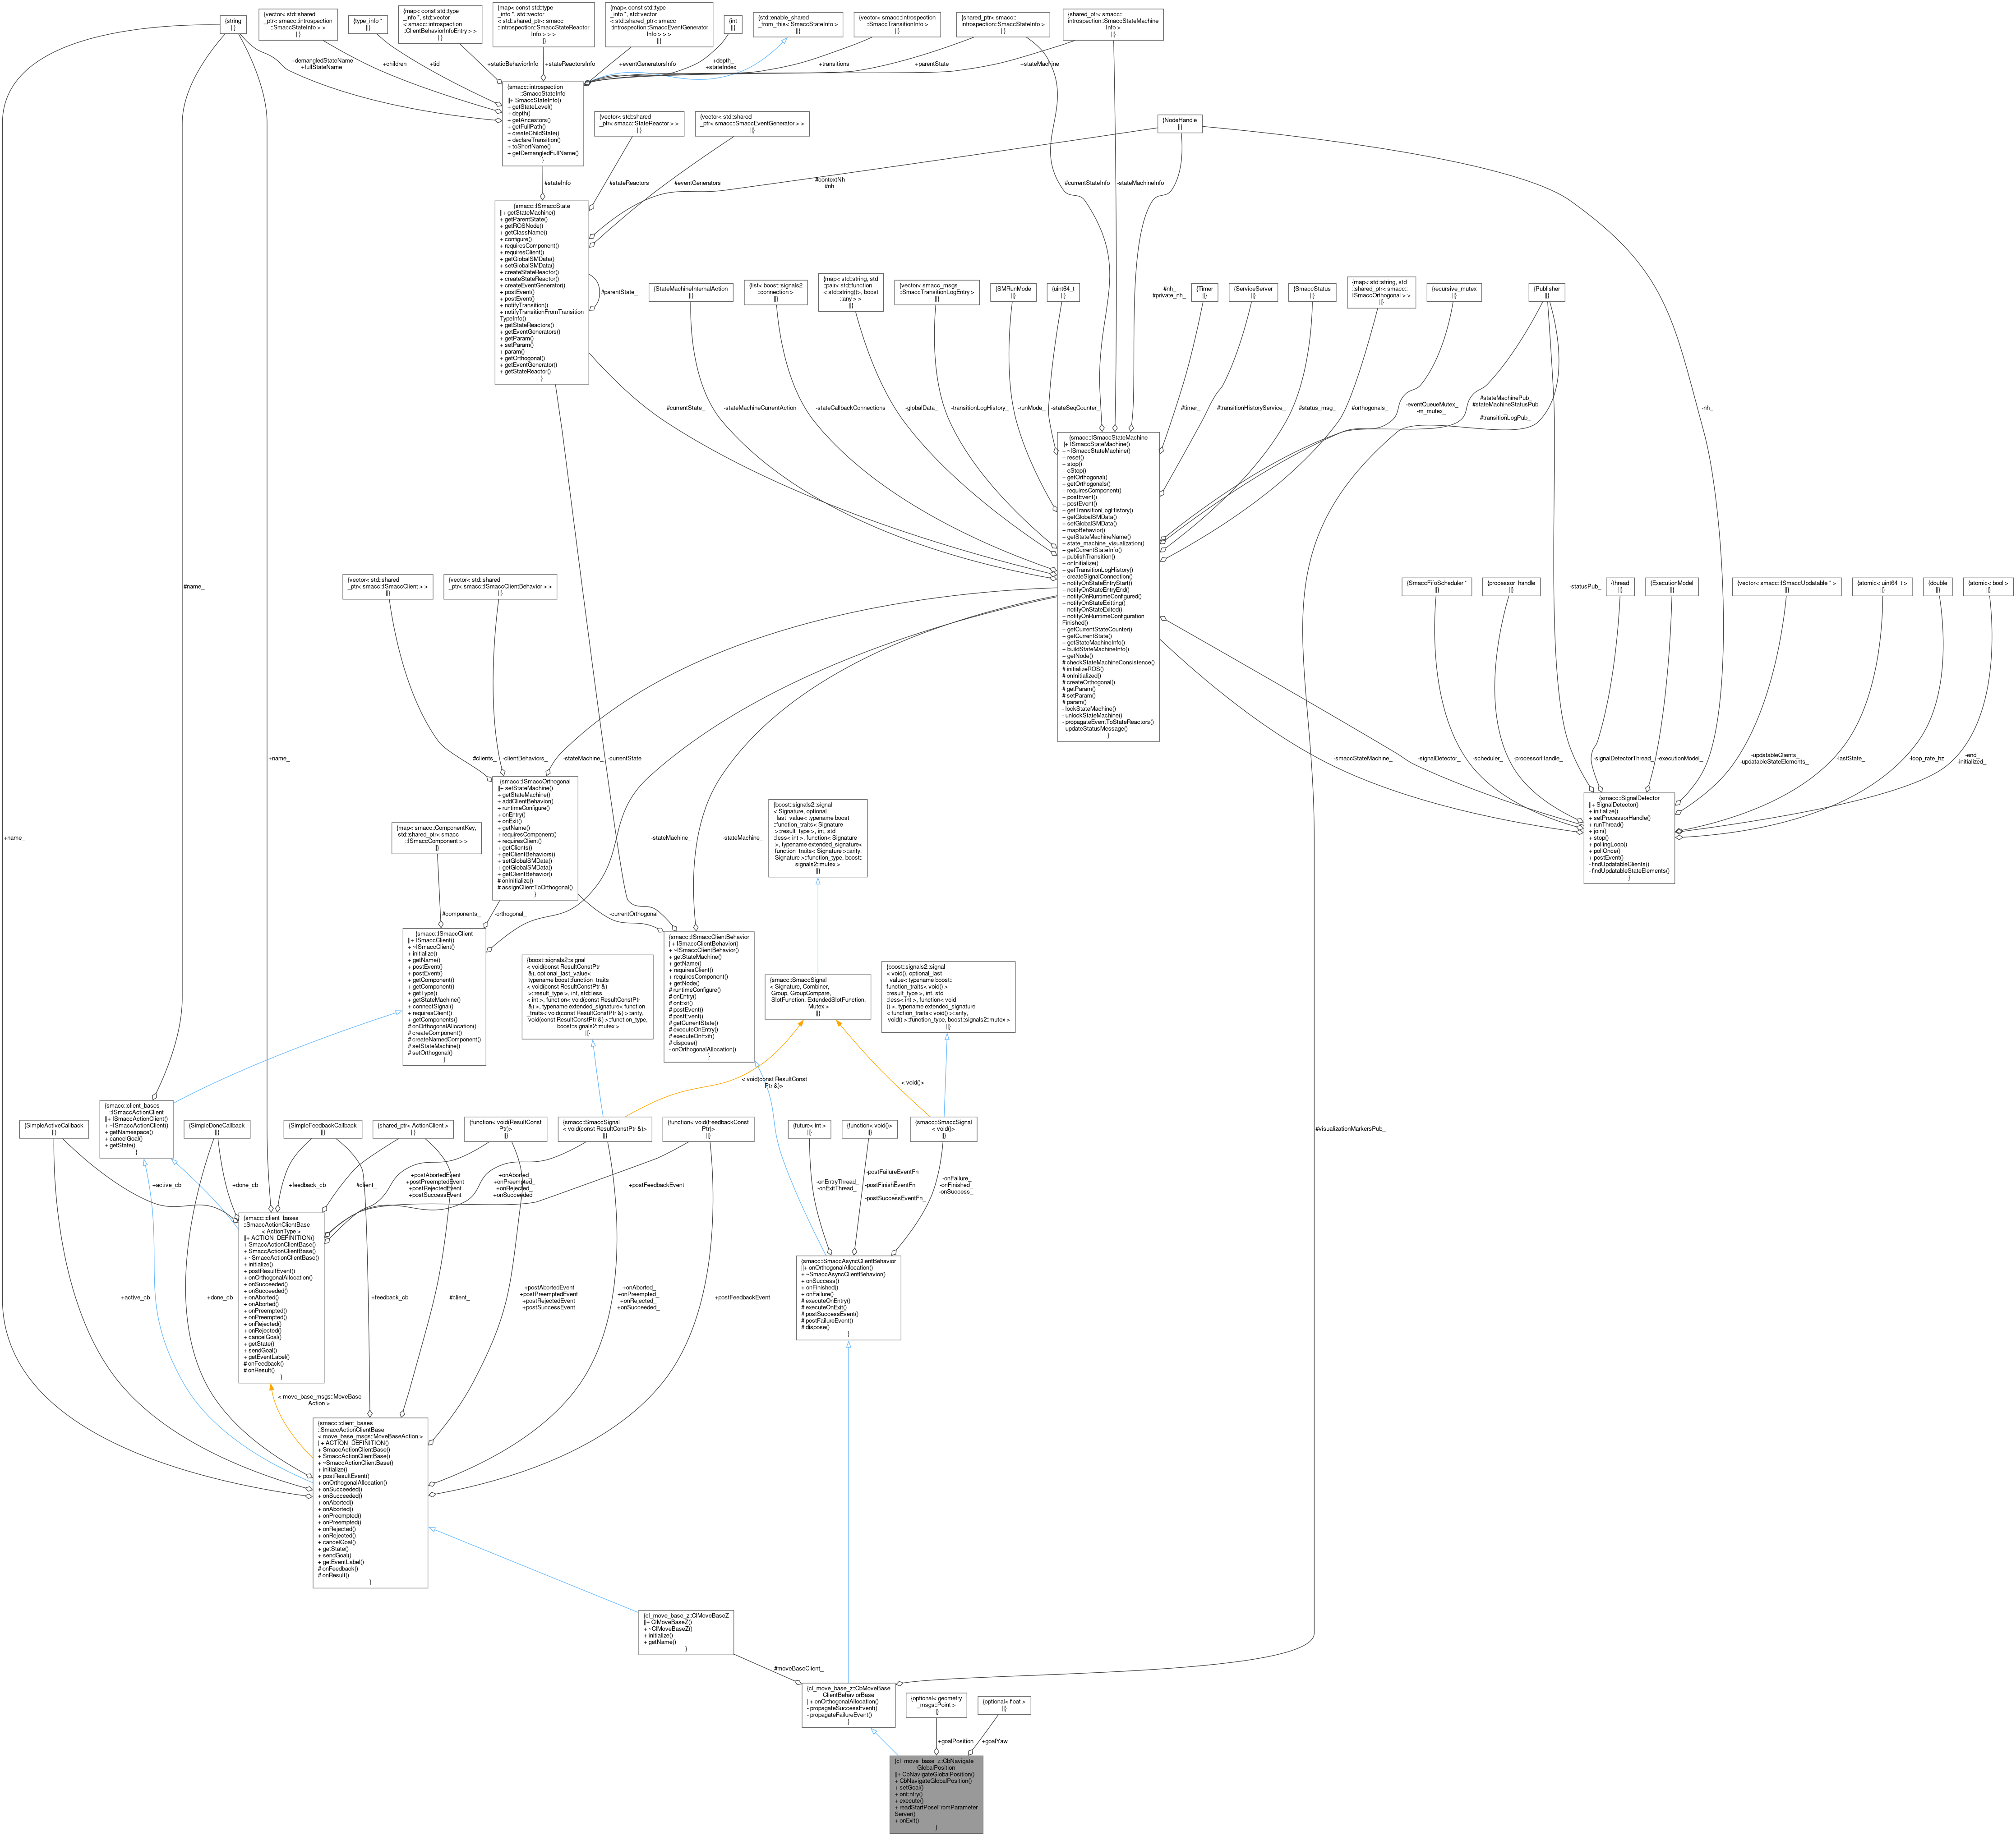 {string
||}
{vector< std::shared
_ptr< smacc::introspection
::SmaccStateInfo > >
||}
{type_info *
||}
{map< const std::type
_info *, std::vector
< smacc::introspection
::ClientBehaviorInfoEntry > >
||}
{map< const std::type
_info *, std::vector
< std::shared_ptr< smacc
::introspection::SmaccStateReactor
Info > > >
||}
{map< const std::type
_info *, std::vector
< std::shared_ptr< smacc
::introspection::SmaccEventGenerator
Info > > >
||}
{int
||}
{std::enable_shared
_from_this< SmaccStateInfo >
||}
{vector< smacc::introspection
::SmaccTransitionInfo >
||}
{shared_ptr< smacc::
introspection::SmaccStateInfo >
||}
{shared_ptr< smacc::
introspection::SmaccStateMachine
Info >
||}
+demangledStateName
+fullStateName
+children_
+tid_
+staticBehaviorInfo
+stateReactorsInfo
+eventGeneratorsInfo
+depth_
+stateIndex_
+transitions_
+parentState_
+stateMachine_
{smacc::introspection
::SmaccStateInfo
||+ SmaccStateInfo()
+ getStateLevel()
+ depth()
+ getAncestors()
+ getFullPath()
+ createChildState()
+ declareTransition()
+ toShortName()
+ getDemangledFullName()
}
{vector< std::shared
_ptr< smacc::StateReactor > >
||}
{vector< std::shared
_ptr< smacc::SmaccEventGenerator > >
||}
{NodeHandle
||}
#stateInfo_
#stateReactors_
#eventGenerators_
#contextNh
#nh
#currentStateInfo_
-stateMachineInfo_
{smacc::ISmaccState
||+ getStateMachine()
+ getParentState()
+ getROSNode()
+ getClassName()
+ configure()
+ requiresComponent()
+ requiresClient()
+ getGlobalSMData()
+ setGlobalSMData()
+ createStateReactor()
+ createStateReactor()
+ createEventGenerator()
+ postEvent()
+ postEvent()
+ notifyTransition()
+ notifyTransitionFromTransition
TypeInfo()
+ getStateReactors()
+ getEventGenerators()
+ getParam()
+ setParam()
+ param()
+ getOrthogonal()
+ getEventGenerator()
+ getStateReactor()
}
#parentState_
{StateMachineInternalAction
||}
{list< boost::signals2
::connection >
||}
{map< std::string, std
::pair< std::function
< std::string()>, boost
::any > >
||}
{vector< smacc_msgs
::SmaccTransitionLogEntry >
||}
{SMRunMode
||}
{uint64_t
||}
#nh_
#private_nh_
{Timer
||}
{ServiceServer
||}
{SmaccStatus
||}
{map< std::string, std
::shared_ptr< smacc::
ISmaccOrthogonal > >
||}
{recursive_mutex
||}
{Publisher
||}
#currentState_
-stateMachineCurrentAction
-stateCallbackConnections
-globalData_
-transitionLogHistory_
-runMode_
-stateSeqCounter_
#timer_
#transitionHistoryService_
#status_msg_
#orthogonals_
-eventQueueMutex_
-m_mutex_
#stateMachinePub_
#stateMachineStatusPub
_
#transitionLogPub_
-nh_
{smacc::ISmaccStateMachine
||+ ISmaccStateMachine()
+ ~ISmaccStateMachine()
+ reset()
+ stop()
+ eStop()
+ getOrthogonal()
+ getOrthogonals()
+ requiresComponent()
+ postEvent()
+ postEvent()
+ getTransitionLogHistory()
+ getGlobalSMData()
+ setGlobalSMData()
+ mapBehavior()
+ getStateMachineName()
+ state_machine_visualization()
+ getCurrentStateInfo()
+ publishTransition()
+ onInitialize()
+ getTransitionLogHistory()
+ createSignalConnection()
+ notifyOnStateEntryStart()
+ notifyOnStateEntryEnd()
+ notifyOnRuntimeConfigured()
+ notifyOnStateExitting()
+ notifyOnStateExited()
+ notifyOnRuntimeConfiguration
Finished()
+ getCurrentStateCounter()
+ getCurrentState()
+ getStateMachineInfo()
+ buildStateMachineInfo()
+ getNode()
# checkStateMachineConsistence()
# initializeROS()
# onInitialized()
# createOrthogonal()
# getParam()
# setParam()
# param()
- lockStateMachine()
- unlockStateMachine()
- propagateEventToStateReactors()
- updateStatusMessage()
}
#name_
{vector< std::shared
_ptr< smacc::ISmaccClient > >
||}
{vector< std::shared
_ptr< smacc::ISmaccClientBehavior > >
||}
-statusPub_
{SmaccFifoScheduler *
||}
{processor_handle
||}
{thread
||}
{ExecutionModel
||}
{vector< smacc::ISmaccUpdatable * >
||}
{atomic< uint64_t >
||}
{double
||}
{atomic< bool >
||}
+name_
#clients_
-clientBehaviors_
-stateMachine_
-currentState
-smaccStateMachine_
-signalDetector_
-scheduler_
-processorHandle_
-signalDetectorThread_
-executionModel_
-updatableClients_
-updatableStateElements_
-lastState_
-loop_rate_hz
-end_
-initialized_
{smacc::ISmaccOrthogonal
||+ setStateMachine()
+ getStateMachine()
+ addClientBehavior()
+ runtimeConfigure()
+ onEntry()
+ onExit()
+ getName()
+ requiresComponent()
+ requiresClient()
+ getClients()
+ getClientBehaviors()
+ setGlobalSMData()
+ getGlobalSMData()
+ getClientBehavior()
# onInitialize()
# assignClientToOrthogonal()
}
{smacc::SignalDetector
||+ SignalDetector()
+ initialize()
+ setProcessorHandle()
+ runThread()
+ join()
+ stop()
+ pollingLoop()
+ pollOnce()
+ postEvent()
- findUpdatableClients()
- findUpdatableStateElements()
}
{boost::signals2::signal
< Signature, optional
_last_value< typename boost
::function_traits< Signature
>::result_type >, int, std
::less< int >, function< Signature
>, typename extended_signature<
function_traits< Signature >::arity,
Signature >::function_type, boost::
signals2::mutex >
||}
+name_
{map< smacc::ComponentKey,
std::shared_ptr< smacc
::ISmaccComponent > >
||}
-stateMachine_
-stateMachine_
#components_
-orthogonal_
-currentOrthogonal
{smacc::ISmaccClient
||+ ISmaccClient()
+ ~ISmaccClient()
+ initialize()
+ getName()
+ postEvent()
+ postEvent()
+ getComponent()
+ getComponent()
+ getType()
+ getStateMachine()
+ connectSignal()
+ requiresClient()
+ getComponents()
# onOrthogonalAllocation()
# createComponent()
# createNamedComponent()
# setStateMachine()
# setOrthogonal()
}
{boost::signals2::signal
< void(const ResultConstPtr
&), optional_last_value<
typename boost::function_traits
< void(const ResultConstPtr &)
>::result_type >, int, std::less
< int >, function< void(const ResultConstPtr
&) >, typename extended_signature< function
_traits< void(const ResultConstPtr &) >::arity,
void(const ResultConstPtr &) >::function_type,
boost::signals2::mutex >
||}
{smacc::ISmaccClientBehavior
||+ ISmaccClientBehavior()
+ ~ISmaccClientBehavior()
+ getStateMachine()
+ getName()
+ requiresClient()
+ requiresComponent()
+ getNode()
# runtimeConfigure()
# onEntry()
# onExit()
# postEvent()
# postEvent()
# getCurrentState()
# executeOnEntry()
# executeOnExit()
# dispose()
- onOrthogonalAllocation()
}
{smacc::SmaccSignal
< Signature, Combiner,
Group, GroupCompare,
SlotFunction, ExtendedSlotFunction,
Mutex >
||}
{boost::signals2::signal
< void(), optional_last
_value< typename boost::
function_traits< void() >
::result_type >, int, std
::less< int >, function< void
() >, typename extended_signature
< function_traits< void() >::arity,
void() >::function_type, boost::signals2::mutex >
||}
< void(const ResultConst
Ptr &)>
< void()>
{smacc::client_bases
::ISmaccActionClient
||+ ISmaccActionClient()
+ ~ISmaccActionClient()
+ getNamespace()
+ cancelGoal()
+ getState()
}
{SimpleActiveCallback
||}
{SimpleDoneCallback
||}
{SimpleFeedbackCallback
||}
{shared_ptr< ActionClient >
||}
{function< void(ResultConst
Ptr)>
||}
{smacc::SmaccSignal
< void(const ResultConstPtr &)>
||}
{function< void(FeedbackConst
Ptr)>
||}
{future< int >
||}
{function< void()>
||}
{smacc::SmaccSignal
< void()>
||}
#visualizationMarkersPub_
+active_cb
+done_cb
+feedback_cb
#client_
+postAbortedEvent
+postPreemptedEvent
+postRejectedEvent
+postSuccessEvent
+onAborted_
+onPreempted_
+onRejected_
+onSucceeded_
+postFeedbackEvent
-onEntryThread_
-onExitThread_
-postFailureEventFn
_
-postFinishEventFn
_
-postSuccessEventFn_
-onFailure_
-onFinished_
-onSuccess_
{smacc::client_bases
::SmaccActionClientBase
< ActionType >
||+ ACTION_DEFINITION()
+ SmaccActionClientBase()
+ SmaccActionClientBase()
+ ~SmaccActionClientBase()
+ initialize()
+ postResultEvent()
+ onOrthogonalAllocation()
+ onSucceeded()
+ onSucceeded()
+ onAborted()
+ onAborted()
+ onPreempted()
+ onPreempted()
+ onRejected()
+ onRejected()
+ cancelGoal()
+ getState()
+ sendGoal()
+ getEventLabel()
# onFeedback()
# onResult()
}
{smacc::SmaccAsyncClientBehavior
||+ onOrthogonalAllocation()
+ ~SmaccAsyncClientBehavior()
+ onSuccess()
+ onFinished()
+ onFailure()
# executeOnEntry()
# executeOnExit()
# postSuccessEvent()
# postFailureEvent()
# dispose()
}
+active_cb
+done_cb
+feedback_cb
#client_
+postAbortedEvent
+postPreemptedEvent
+postRejectedEvent
+postSuccessEvent
+onAborted_
+onPreempted_
+onRejected_
+onSucceeded_
+postFeedbackEvent
< move_base_msgs::MoveBase
Action >
{smacc::client_bases
::SmaccActionClientBase
< move_base_msgs::MoveBaseAction >
||+ ACTION_DEFINITION()
+ SmaccActionClientBase()
+ SmaccActionClientBase()
+ ~SmaccActionClientBase()
+ initialize()
+ postResultEvent()
+ onOrthogonalAllocation()
+ onSucceeded()
+ onSucceeded()
+ onAborted()
+ onAborted()
+ onPreempted()
+ onPreempted()
+ onRejected()
+ onRejected()
+ cancelGoal()
+ getState()
+ sendGoal()
+ getEventLabel()
# onFeedback()
# onResult()
}
{cl_move_base_z::ClMoveBaseZ
||+ ClMoveBaseZ()
+ ~ClMoveBaseZ()
+ initialize()
+ getName()
}
#moveBaseClient_
{cl_move_base_z::CbMoveBase
ClientBehaviorBase
||+ onOrthogonalAllocation()
- propagateSuccessEvent()
- propagateFailureEvent()
}
{optional< geometry
_msgs::Point >
||}
{optional< float >
||}
+goalPosition
+goalYaw
{cl_move_base_z::CbNavigate
GlobalPosition
||+ CbNavigateGlobalPosition()
+ CbNavigateGlobalPosition()
+ setGoal()
+ onEntry()
+ execute()
+ readStartPoseFromParameter
Server()
+ onExit()
}